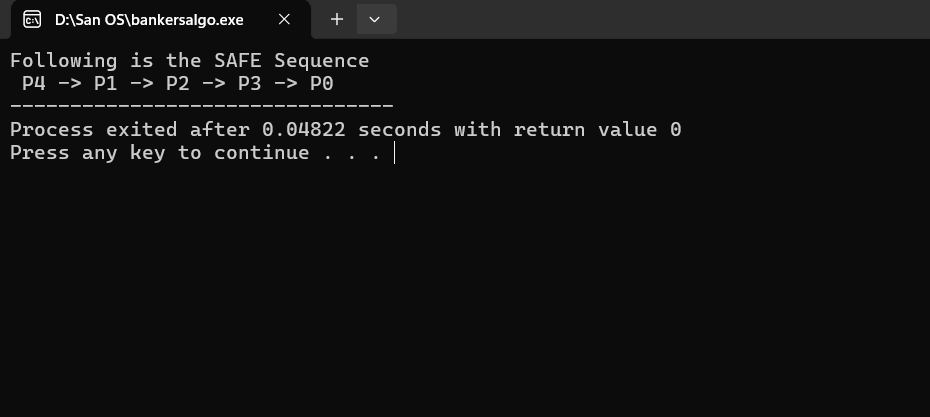 D:\San OS\bankersalgo.exe
Following is the SAFE Sequence
P4 -> P1 -> P2 -> P3 -> P0
--------------------------------
Process exited after 0.04822 seconds with return value 0
Press any key to continue . . .